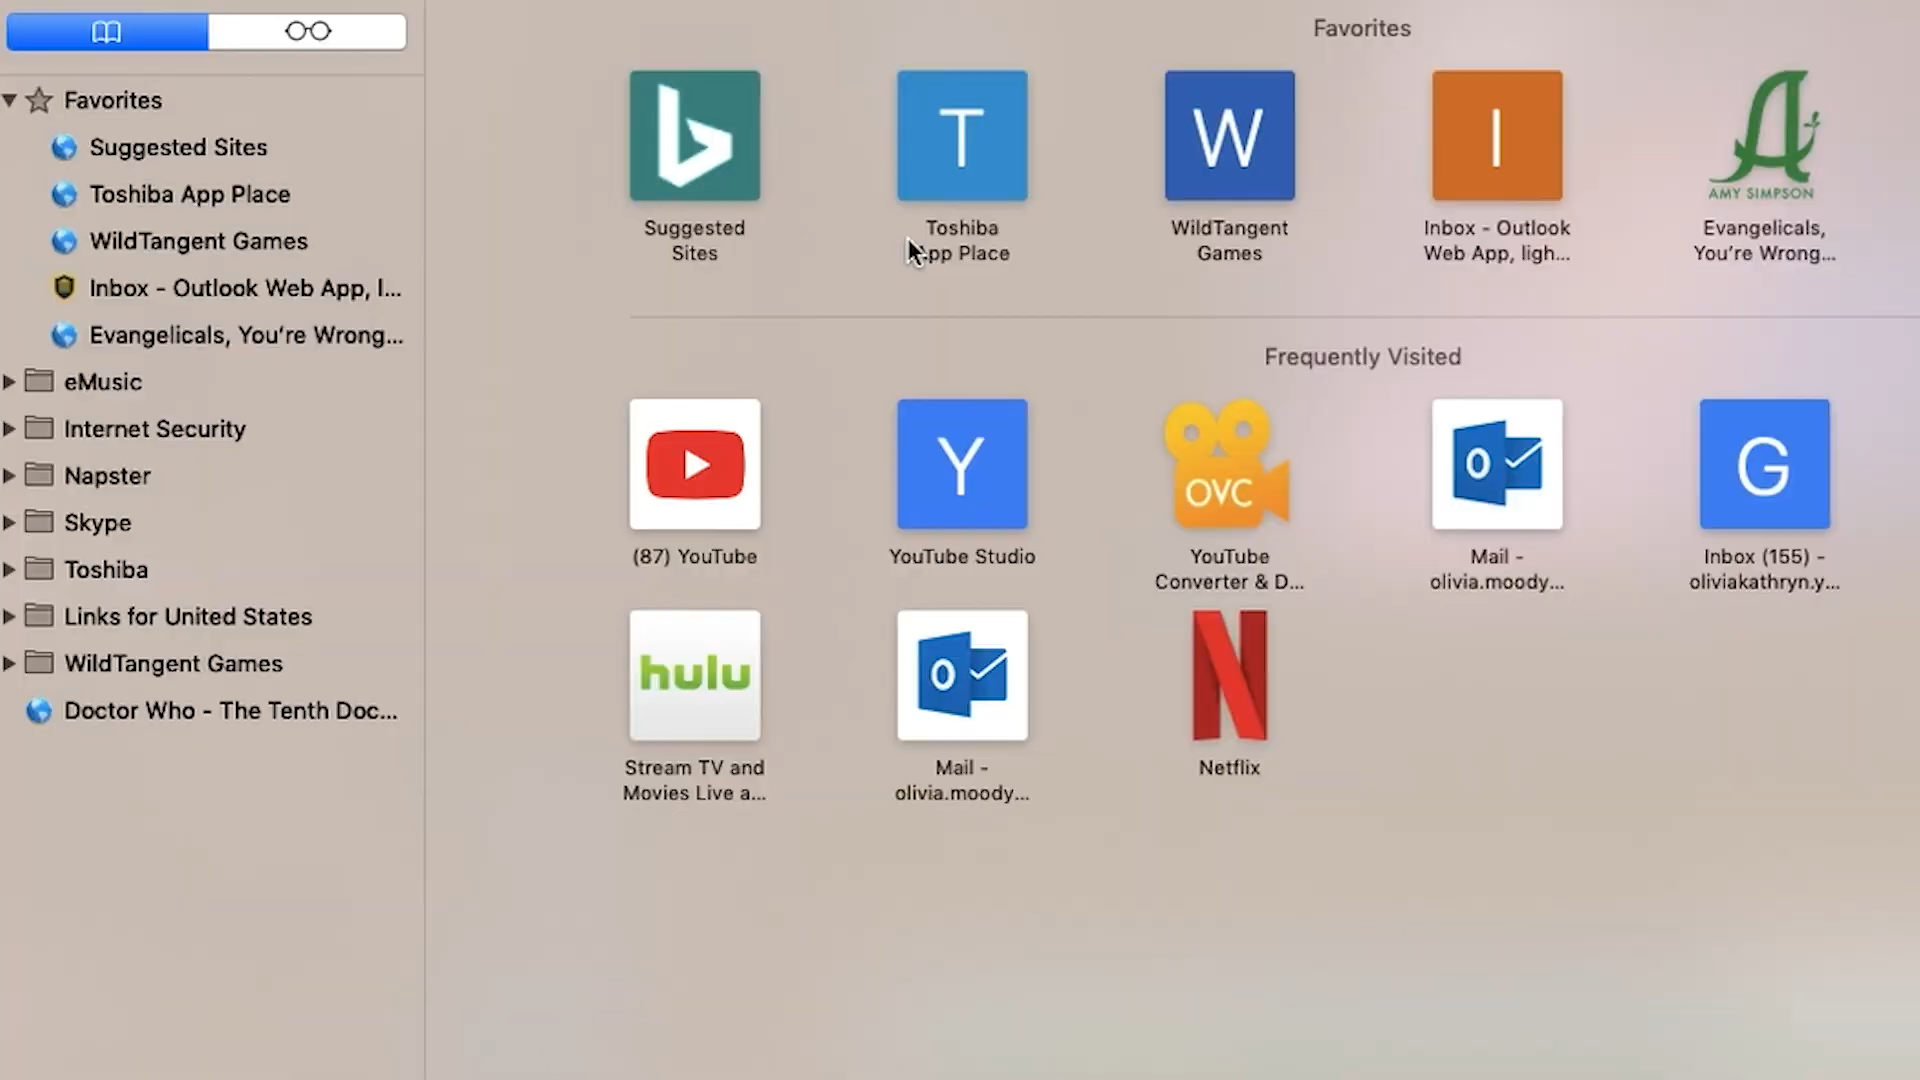 Favorites
Suggested Sites
Toshiba App Place
WildTangent Games
Inbox - Outlook Web App, l...
Evangelicals, You're Wrong...
eMusic
Internet Security
Napster
Skype
Toshiba
Links for United States
WildTangent Games
Doctor Who - The Tenth Doc...
Favorites
Suggested
Sites
T
Toshiba
App Place
W
WildTangent
Games
I
Inbox - Outlook
Web App, ligh...
A
AMY SIMPSON
Evangelicals,
You're Wrong...
Frequently Visited
(87) YouTube
Y
YouTube Studio
OVC
YouTube
Converter & D...
O
Mail -
olivia.moody...
G
Inbox (155) -
oliviakathryn.y...
hulu
Stream TV and
Movies Live a...
O
Mail -
olivia.moody...
N
Netflix